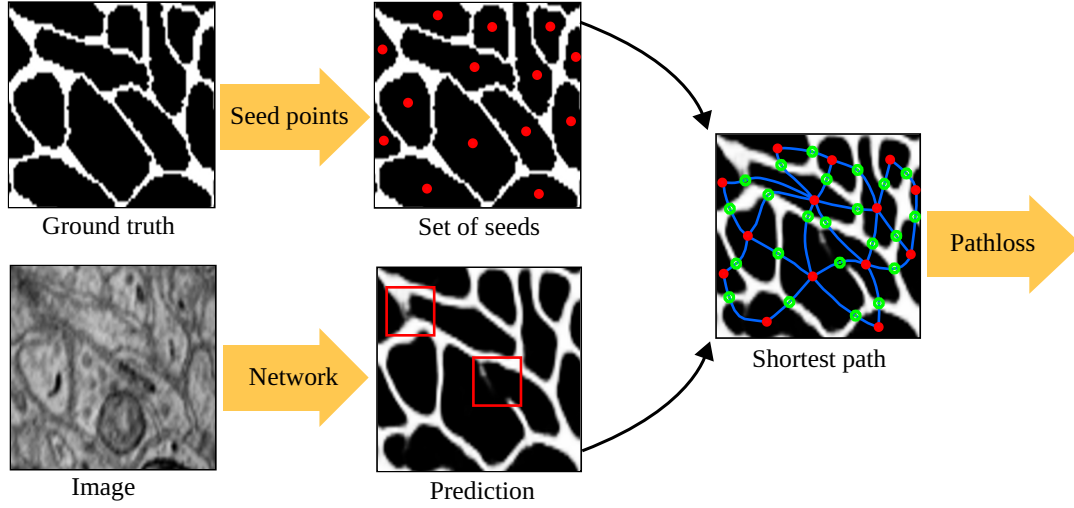 Seed points
Ground truth
Set of seeds
Network
Image
Prediction
Shortest path
Pathloss